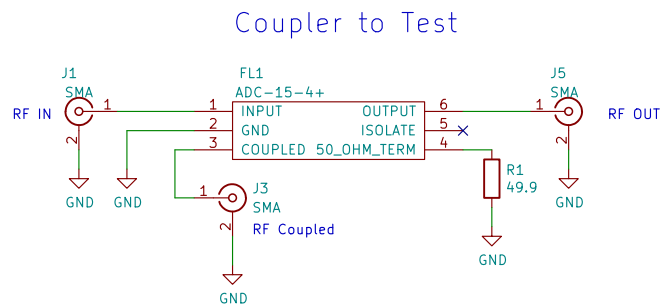 Coupler to Test
J1
SMA
RF IN
1
2
GND
GND
FL1
ADC-15-4+
1 INPUT OUTPUT 6
2 GND ISOLATE 5
3 COUPLED 50_OHM_TERM 4
J5
SMA
RF OUT
1
2
GND
R1
49.9
GND
J3
SMA
1
2
RF Coupled
GND